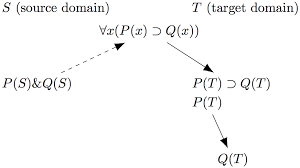 S (source domain) T (target domain)
∀x(P(x) ⊃ Q(x))
P(S)&Q(S) P(T) ⊃ Q(T)
P(T)
Q(T)